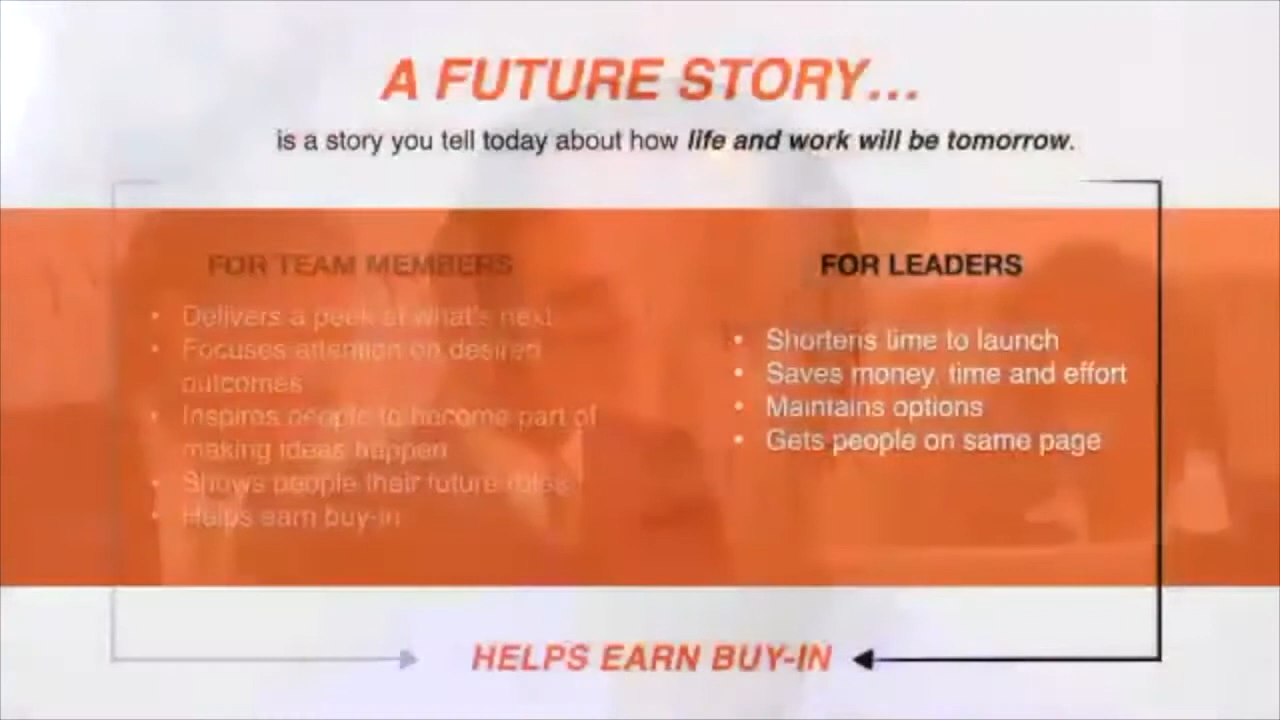 A FUTURE STORY...
is a story you tell today about how life and work will be tomorrow.
FOR TEAM MEMBERS
• Delivers a peek at what's next
• Focuses attention on desired
outcomes
• Inspires people to become part of
making ideas happen
• Shows people their future roles
• Helps earn buy-in
FOR LEADERS
• Shortens time to launch
• Saves money, time and effort
• Maintains options
• Gets people on same page
HELPS EARN BUY-IN